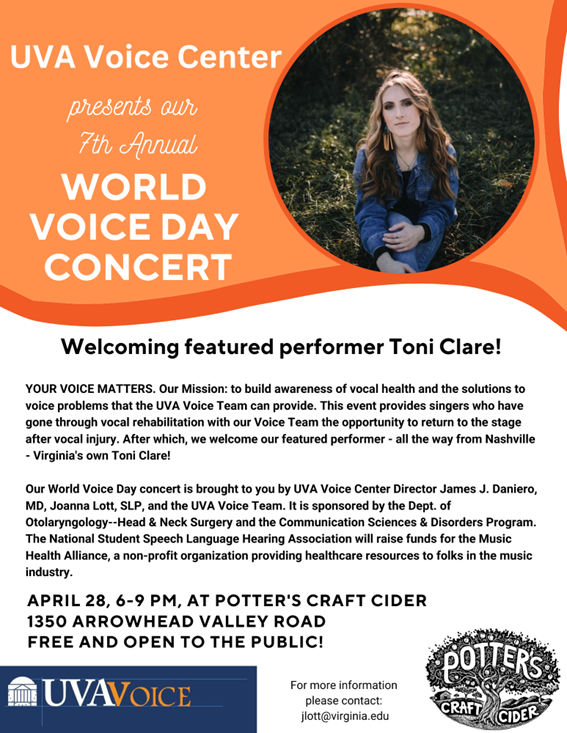 UVA Voice Center
presents our
7th Annual
WORLD
VOICE DAY
CONCERT
Welcoming featured performer Toni Clare!
YOUR VOICE MATTERS. Our Mission: to build awareness of vocal health and the solutions to
voice problems that the UVA Voice Team can provide. This event provides singers who have
gone through vocal rehabilitation with our Voice Team the opportunity to return to the stage
after vocal injury. After which, we welcome our featured performer - all the way from Nashville
- Virginia's own Toni Clare!
Our World Voice Day concert is brought to you by UVA Voice Center Director James J. Daniero,
MD, Joanna Lott, SLP, and the UVA Voice Team. It is sponsored by the Dept. of
Otolaryngology--Head & Neck Surgery and the Communication Sciences & Disorders Program.
The National Student Speech Language Hearing Association will raise funds for the Music
Health Alliance, a non-profit organization providing healthcare resources to folks in the music
industry.
APRIL 28, 6-9 PM, AT POTTER'S CRAFT CIDER
1350 ARROWHEAD VALLEY ROAD
FREE AND OPEN TO THE PUBLIC!
UVAVOICE
For more information
please contact:
jlott@virginia.edu
POTTERS
CRAFT CIDER